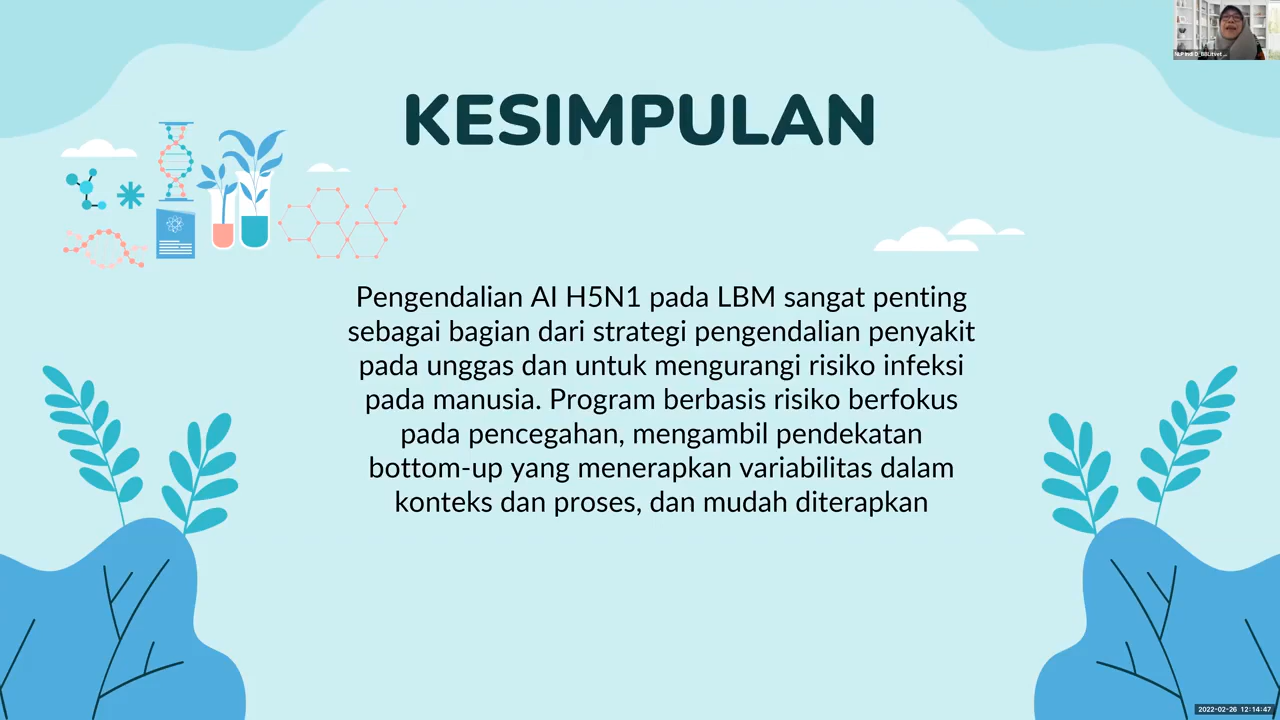 KESIMPULAN
Pengendalian AI H5N1 pada LBM sangat penting
sebagai bagian dari strategi pengendalian penyakit
pada unggas dan untuk mengurangi risiko infeksi
pada manusia. Program berbasis risiko berfokus
pada pencegahan, mengambil pendekatan
bottom-up yang menerapkan variabilitas dalam
konteks dan proses, dan mudah diterapkan
2022-02-26 12:14:47